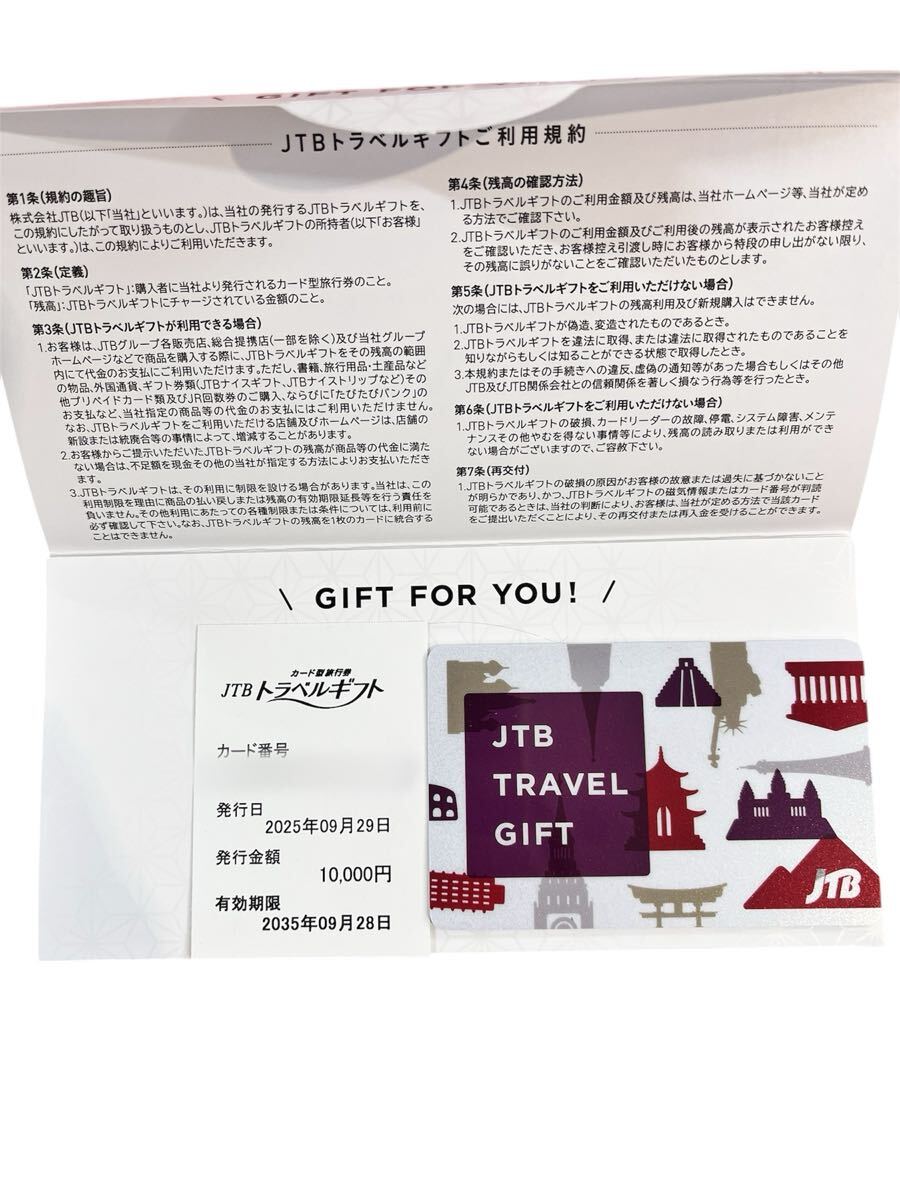 GIFT FOR
JTBトラベルギフトご利用規約
第1条(規約の趣旨)
株式会社JTB(以下「当社」といいます。)は、当社の発行するJTBトラベルギフトを、
この規約にしたがって取り扱うものとし、JTBトラベルギフトの所持者(以下「お客様」
といいます。)は、この規約によりご利用いただきます。
第2条(定義)
「JTBトラベルギフト」:購入者に当社より発行されるカード型旅行券のこと。
「残高」:JTBトラベルギフトにチャージされている金額のこと。
第3条(JTBトラベルギフトが利用できる場合)
1.お客様は、JTBグループ各販売店、総合提携店(一部を除く)及び当社グループ
ホームページなどで商品を購入する際に、JTBトラベルギフトをその残高の範囲
内にて代金のお支払にご利用いただけます。ただし、書籍、旅行用品・土産品など
の物品、外国通貨、ギフト券類(JTBナイスギフト、JTBナイストリップなど)その
他プリペイドカード類及びJR回数券のご購入、ならびに「たびたびバンク」の
お支払など、当社指定の商品等の代金のお支払にはご利用いただけません。
なお、JTBトラベルギフトをご利用いただける店舗及びホームページは、店舗の
新設または統廃合等の事情によって、増減することがあります。
2.お客様からご提示いただいたJTBトラベルギフトの残高が商品等の代金に満た
ない場合は、不足額を現金その他の当社が指定する方法によりお支払いただき
ます。
3.JTBトラベルギフトは、その利用に制限を設ける場合があります。当社は、この
利用制限を理由に商品の払い戻しまたは残高の有効期限延長等を行う責任を
負いません。その他利用にあたっての各種制限または条件については、利用前に
必ず確認して下さい。なお、JTBトラベルギフトの残高を1枚のカードに統合する
ことはできません。
第4条(残高の確認方法)
1.JTBトラベルギフトのご利用金額及び残高は、当社ホームページ等、当社が定め
る方法でご確認下さい。
2.JTBトラベルギフトのご利用金額及びご利用後の残高が表示されたお客様控え
をご確認いただき、お客様控え引渡し時にお客様から特段の申し出がない限り、
その残高に誤りがないことをご確認いただいたものとします。
第5条(JTBトラベルギフトをご利用いただけない場合)
次の場合には、JTBトラベルギフトの残高利用及び新規購入はできません。
1.JTBトラベルギフトが偽造、変造されたものであるとき。
2.JTBトラベルギフトを違法に取得、または違法に取得されたものであることを
知りながらもしくは知ることができる状態で取得したとき。
3.本規約またはその手続きへの違反、虚偽の通知等があった場合もしくはその他
JTB及びJTB関係会社との信頼関係を著しく損なう行為等を行ったとき。
第6条(JTBトラベルギフトをご利用いただけない場合)
1.JTBトラベルギフトの破損、カードリーダーの故障、停電、システム障害、メンテ
ナンスその他やむを得ない事情等により、残高の読み取りまたは利用ができ
ない場合がございますので、ご容赦下さい。
第7条(再交付)
1.JTBトラベルギフトの破損の原因がお客様の故意または過失に基づかないこと
が明らかであり、かつ、JTBトラベルギフトの磁気情報またはカード番号が判読
可能であるときは、当社の判断により、お客様は、当社が定める方法で当該カード
をご提出いただくことにより、その再交付または再入金を受けることができます。
\ GIFT FOR YOU! /
カード型旅行券
JTBトラベルギフト
カード番号
発行日
2025年09月29日
発行金額
10,000円
有効期限
2035年09月28日
JTB
TRAVEL
GIFT
JTB